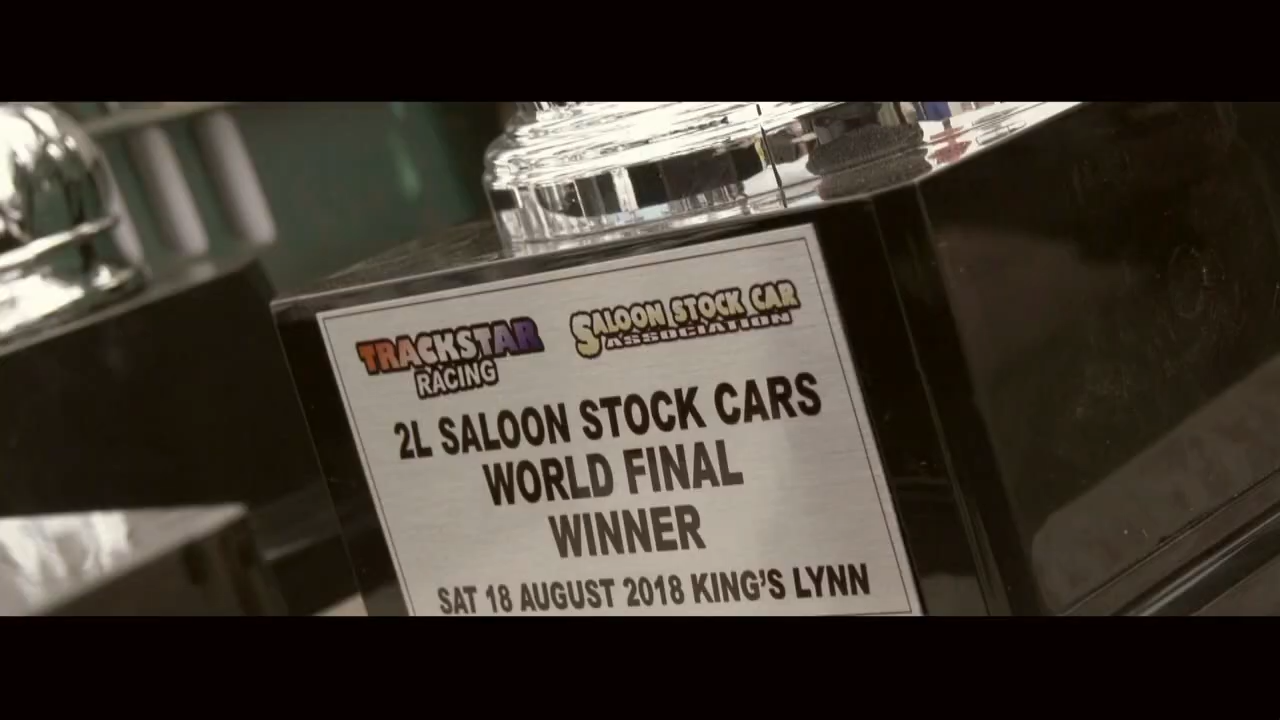 TRACKSTAR
RACING
SALOON STOCK CAR
ASSOCIATION
2L SALOON STOCK CARS
WORLD FINAL
WINNER
SAT 18 AUGUST 2018 KING'S LYNN